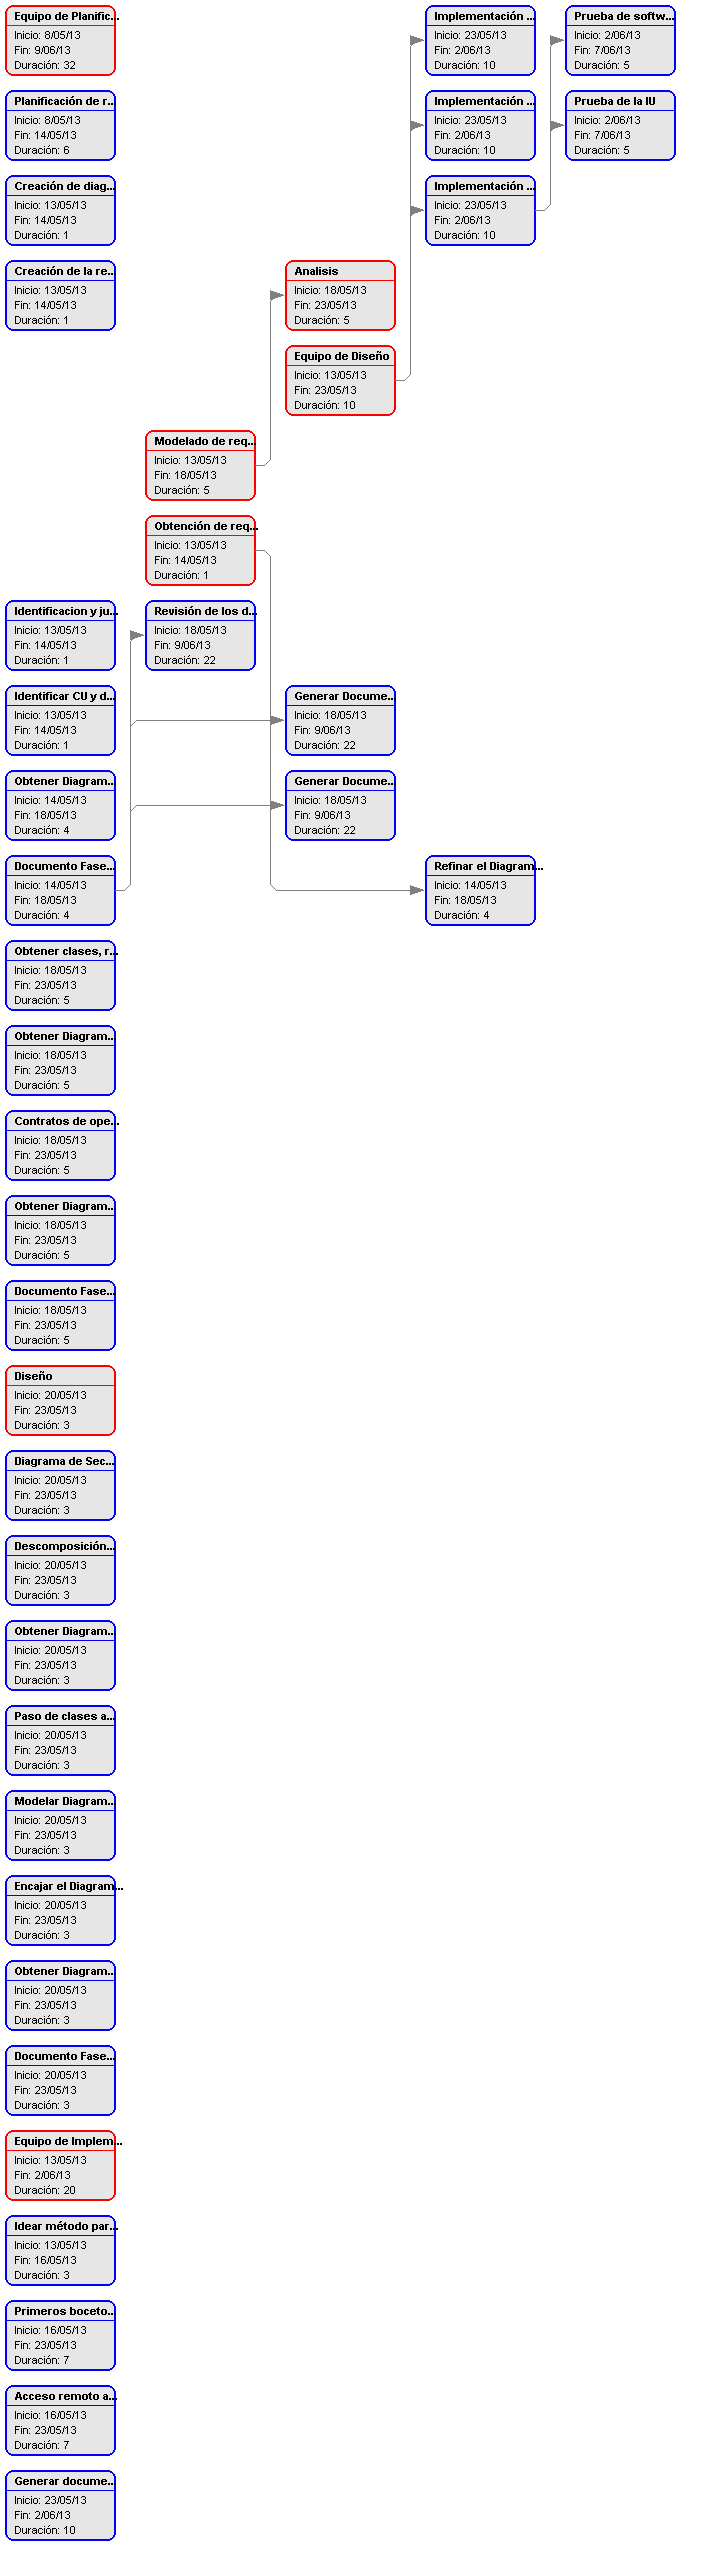 Equipo de Planific...
Inicio: 8/05/13
Fin: 9/06/13
Duración: 32
Implementación ...
Inicio: 23/05/13
Fin: 2/06/13
Duración: 10
Prueba de softw...
Inicio: 2/06/13
Fin: 7/06/13
Duración: 5
Planificación de r...
Inicio: 8/05/13
Fin: 14/05/13
Duración: 6
Implementación ...
Inicio: 23/05/13
Fin: 2/06/13
Duración: 10
Prueba de la IU
Inicio: 2/06/13
Fin: 7/06/13
Duración: 5
Creación de diag...
Inicio: 13/05/13
Fin: 14/05/13
Duración: 1
Implementación ...
Inicio: 23/05/13
Fin: 2/06/13
Duración: 10
Creación de la re...
Inicio: 13/05/13
Fin: 14/05/13
Duración: 1
Analisis
Inicio: 18/05/13
Fin: 23/05/13
Duración: 5
Equipo de Diseño
Inicio: 13/05/13
Fin: 23/05/13
Duración: 10
Modelado de req...
Inicio: 13/05/13
Fin: 18/05/13
Duración: 5
Obtención de req...
Inicio: 13/05/13
Fin: 14/05/13
Duración: 1
Identificacion y ju...
Inicio: 13/05/13
Fin: 14/05/13
Duración: 1
Revisión de los d...
Inicio: 18/05/13
Fin: 9/06/13
Duración: 22
Identificar CU y d...
Inicio: 13/05/13
Fin: 14/05/13
Duración: 1
Generar Docume...
Inicio: 18/05/13
Fin: 9/06/13
Duración: 22
Obtener Diagram...
Inicio: 14/05/13
Fin: 18/05/13
Duración: 4
Generar Docume...
Inicio: 18/05/13
Fin: 9/06/13
Duración: 22
Documento Fase...
Inicio: 14/05/13
Fin: 18/05/13
Duración: 4
Refinar el Diagram...
Inicio: 14/05/13
Fin: 18/05/13
Duración: 4
Obtener clases, r...
Inicio: 18/05/13
Fin: 23/05/13
Duración: 5
Obtener Diagram...
Inicio: 18/05/13
Fin: 23/05/13
Duración: 5
Contratos de ope...
Inicio: 18/05/13
Fin: 23/05/13
Duración: 5
Obtener Diagram...
Inicio: 18/05/13
Fin: 23/05/13
Duración: 5
Documento Fase...
Inicio: 18/05/13
Fin: 23/05/13
Duración: 5
Diseño
Inicio: 20/05/13
Fin: 23/05/13
Duración: 3
Diagrama de Sec...
Inicio: 20/05/13
Fin: 23/05/13
Duración: 3
Descomposición...
Inicio: 20/05/13
Fin: 23/05/13
Duración: 3
Obtener Diagram...
Inicio: 20/05/13
Fin: 23/05/13
Duración: 3
Paso de clases a...
Inicio: 20/05/13
Fin: 23/05/13
Duración: 3
Modelar Diagram...
Inicio: 20/05/13
Fin: 23/05/13
Duración: 3
Encajar el Diagram...
Inicio: 20/05/13
Fin: 23/05/13
Duración: 3
Obtener Diagram...
Inicio: 20/05/13
Fin: 23/05/13
Duración: 3
Documento Fase...
Inicio: 20/05/13
Fin: 23/05/13
Duración: 3
Equipo de Implem...
Inicio: 13/05/13
Fin: 2/06/13
Duración: 20
Idear método par...
Inicio: 13/05/13
Fin: 16/05/13
Duración: 3
Primeros boceto...
Inicio: 16/05/13
Fin: 23/05/13
Duración: 7
Acceso remoto a...
Inicio: 16/05/13
Fin: 23/05/13
Duración: 7
Generar docume...
Inicio: 23/05/13
Fin: 2/06/13
Duración: 10